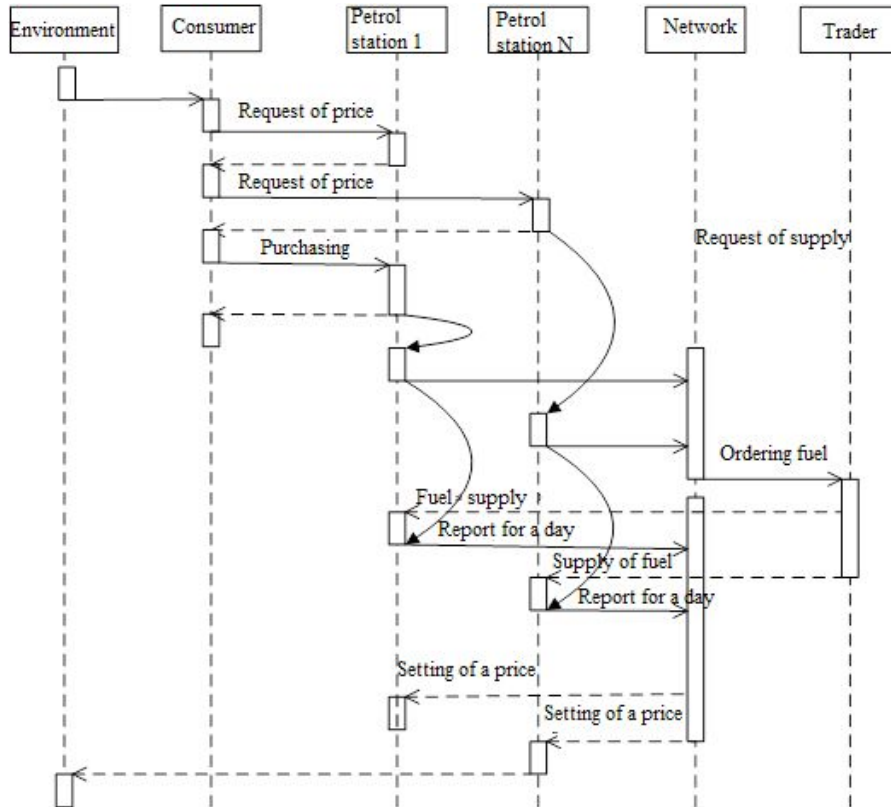 Environment
Consumer
Petrol
station 1
Petrol
station N
Network
Trader
Request of price
Request of price
Request of supply
Purchasing
Ordering fuel
Fuel - supply
Report for a day
Supply of fuel
Report for a day
Setting of a price
Setting of a price